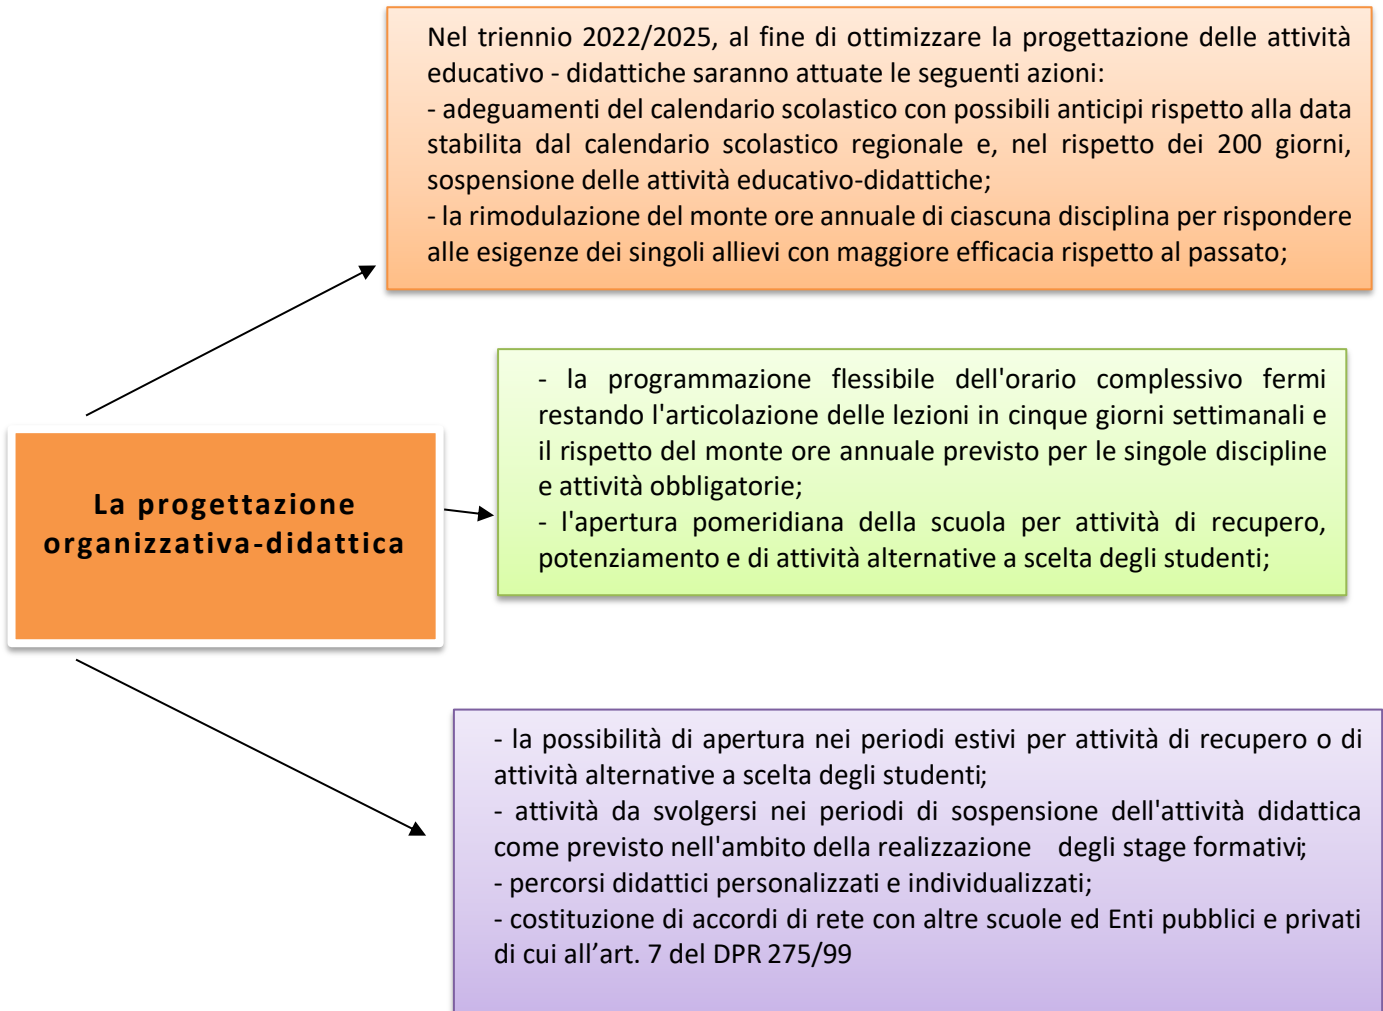 Nel triennio 2022/2025, al fine di ottimizzare la progettazione delle attività
educativo - didattiche saranno attuate le seguenti azioni:
- adeguamenti del calendario scolastico con possibili anticipi rispetto alla data
stabilita dal calendario scolastico regionale e, nel rispetto dei 200 giorni,
sospensione delle attività educativo-didattiche;
- la rimodulazione del monte ore annuale di ciascuna disciplina per rispondere
alle esigenze dei singoli allievi con maggiore efficacia rispetto al passato;
La progettazione
organizzativa-didattica
- la programmazione flessibile dell'orario complessivo fermi
restando l'articolazione delle lezioni in cinque giorni settimanali e
il rispetto del monte ore annuale previsto per le singole discipline
e attività obbligatorie;
- l'apertura pomeridiana della scuola per attività di recupero,
potenziamento e di attività alternative a scelta degli studenti;
- la possibilità di apertura nei periodi estivi per attività di recupero o di
attività alternative a scelta degli studenti;
- attività da svolgersi nei periodi di sospensione dell'attività didattica
come previsto nell'ambito della realizzazione degli stage formativi;
- percorsi didattici personalizzati e individualizzati;
- costituzione di accordi di rete con altre scuole ed Enti pubblici e privati
di cui all’art. 7 del DPR 275/99